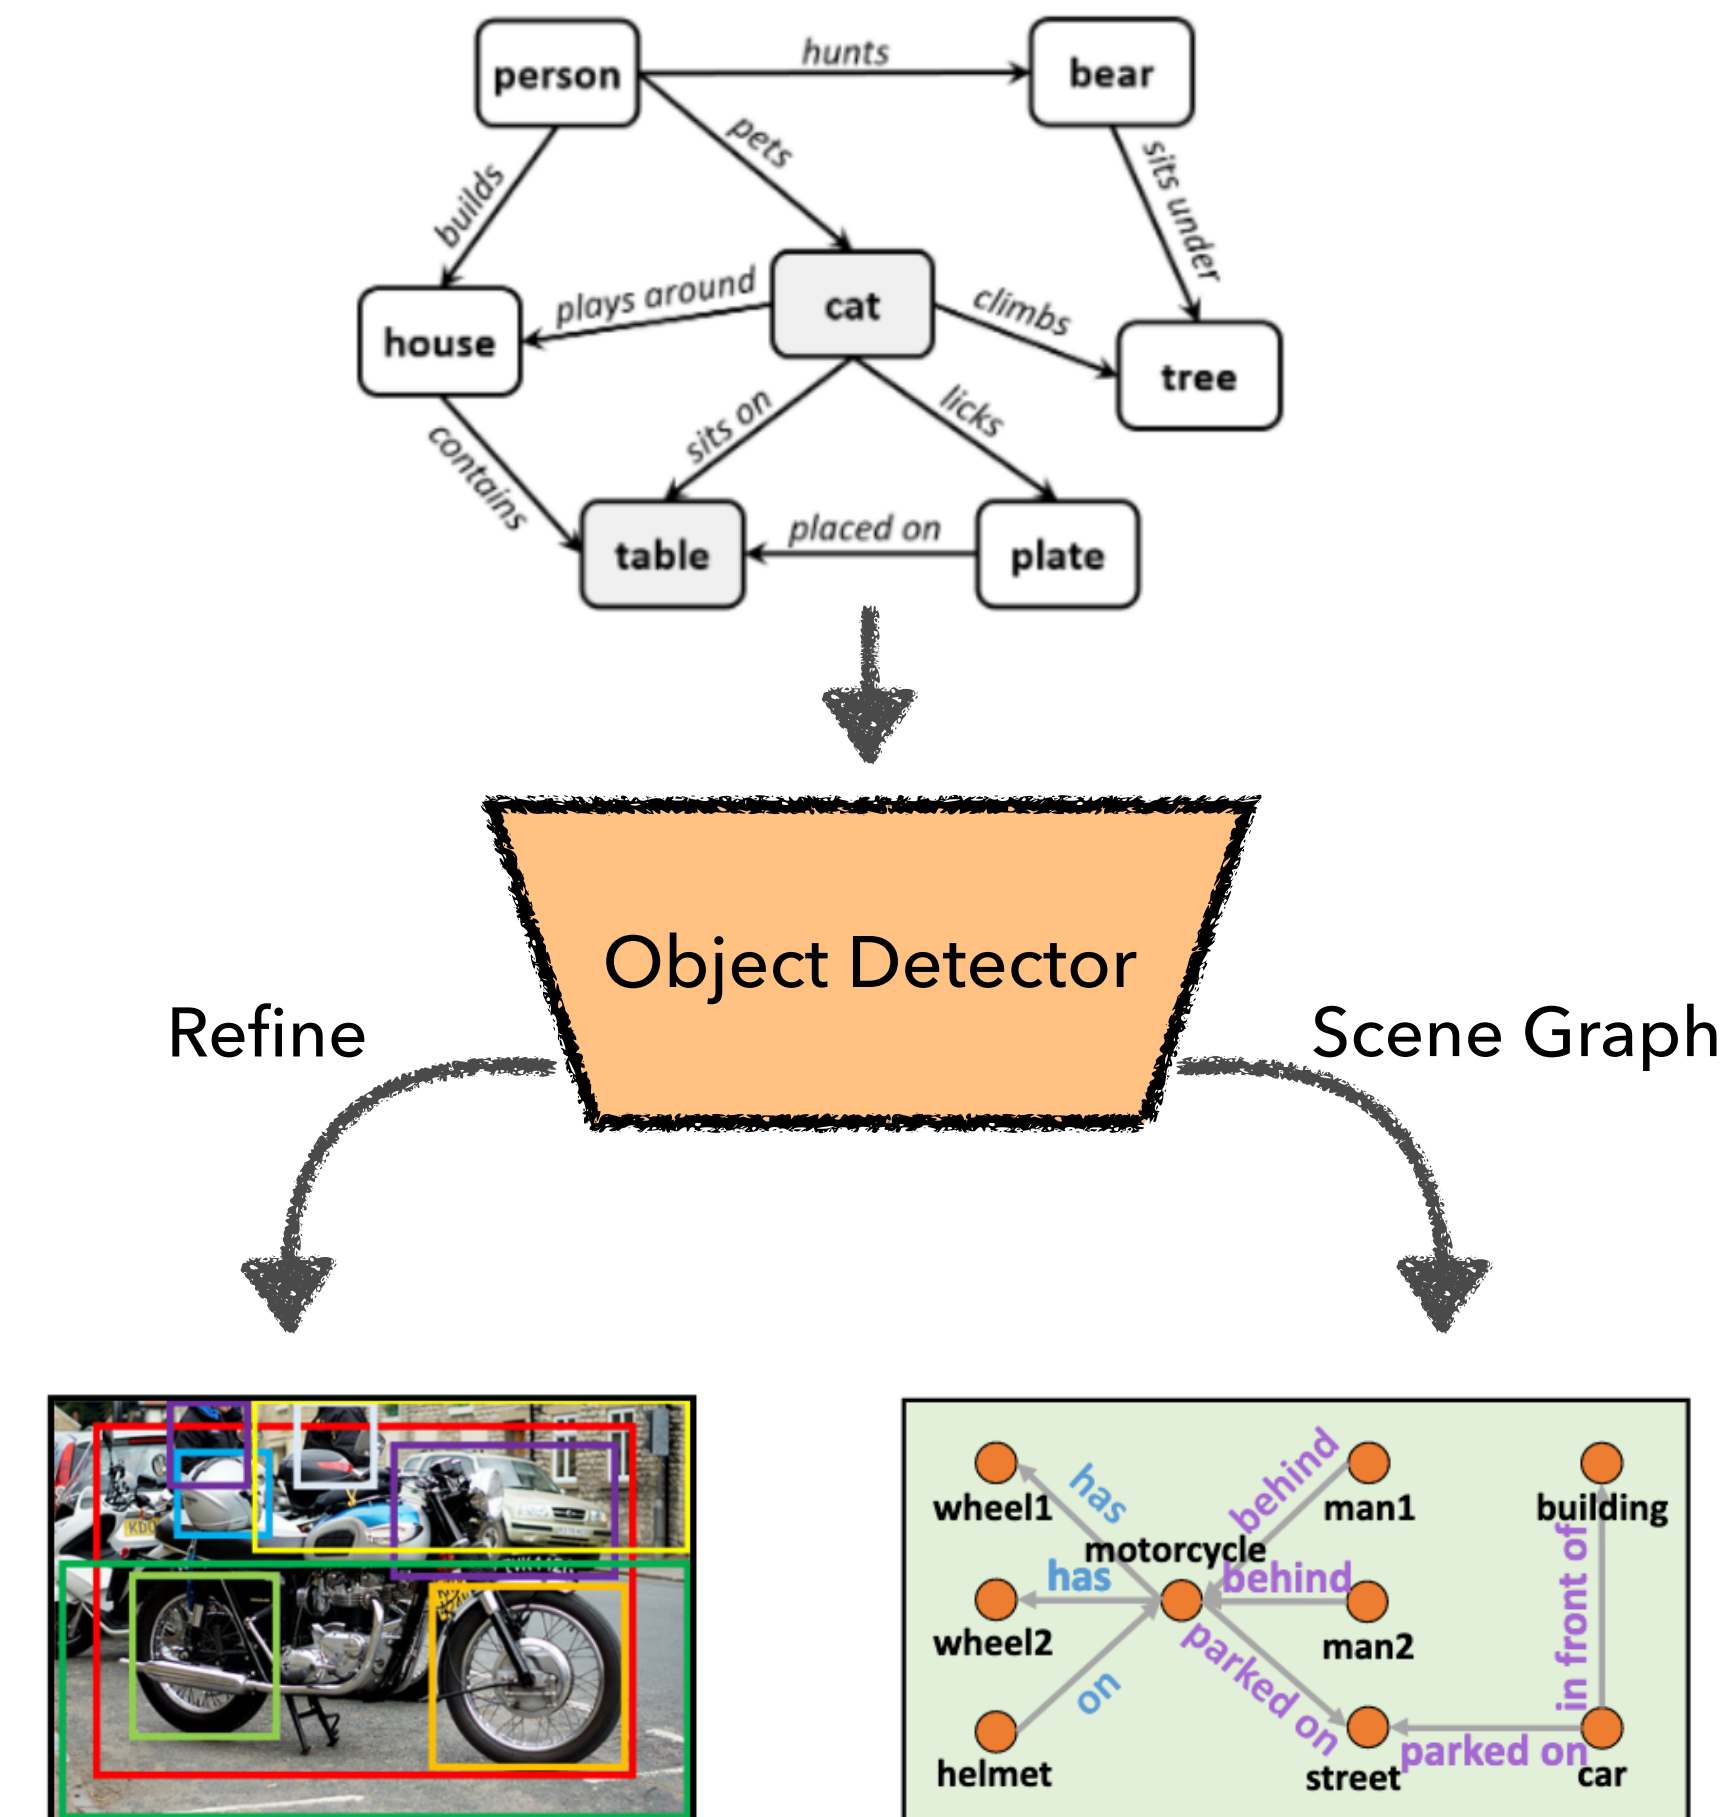 person
hunts
bear
pets
builds
sits under
plays around
cat
climbs
house
tree
sits on
licks
contains
table
placed on
plate
Object Detector
Refine
Scene Graph
wheel1
has
behind
man1
building
motorcycle
has
behind
wheel2
man2
in front of
on
parked on
helmet
street
parked on
car